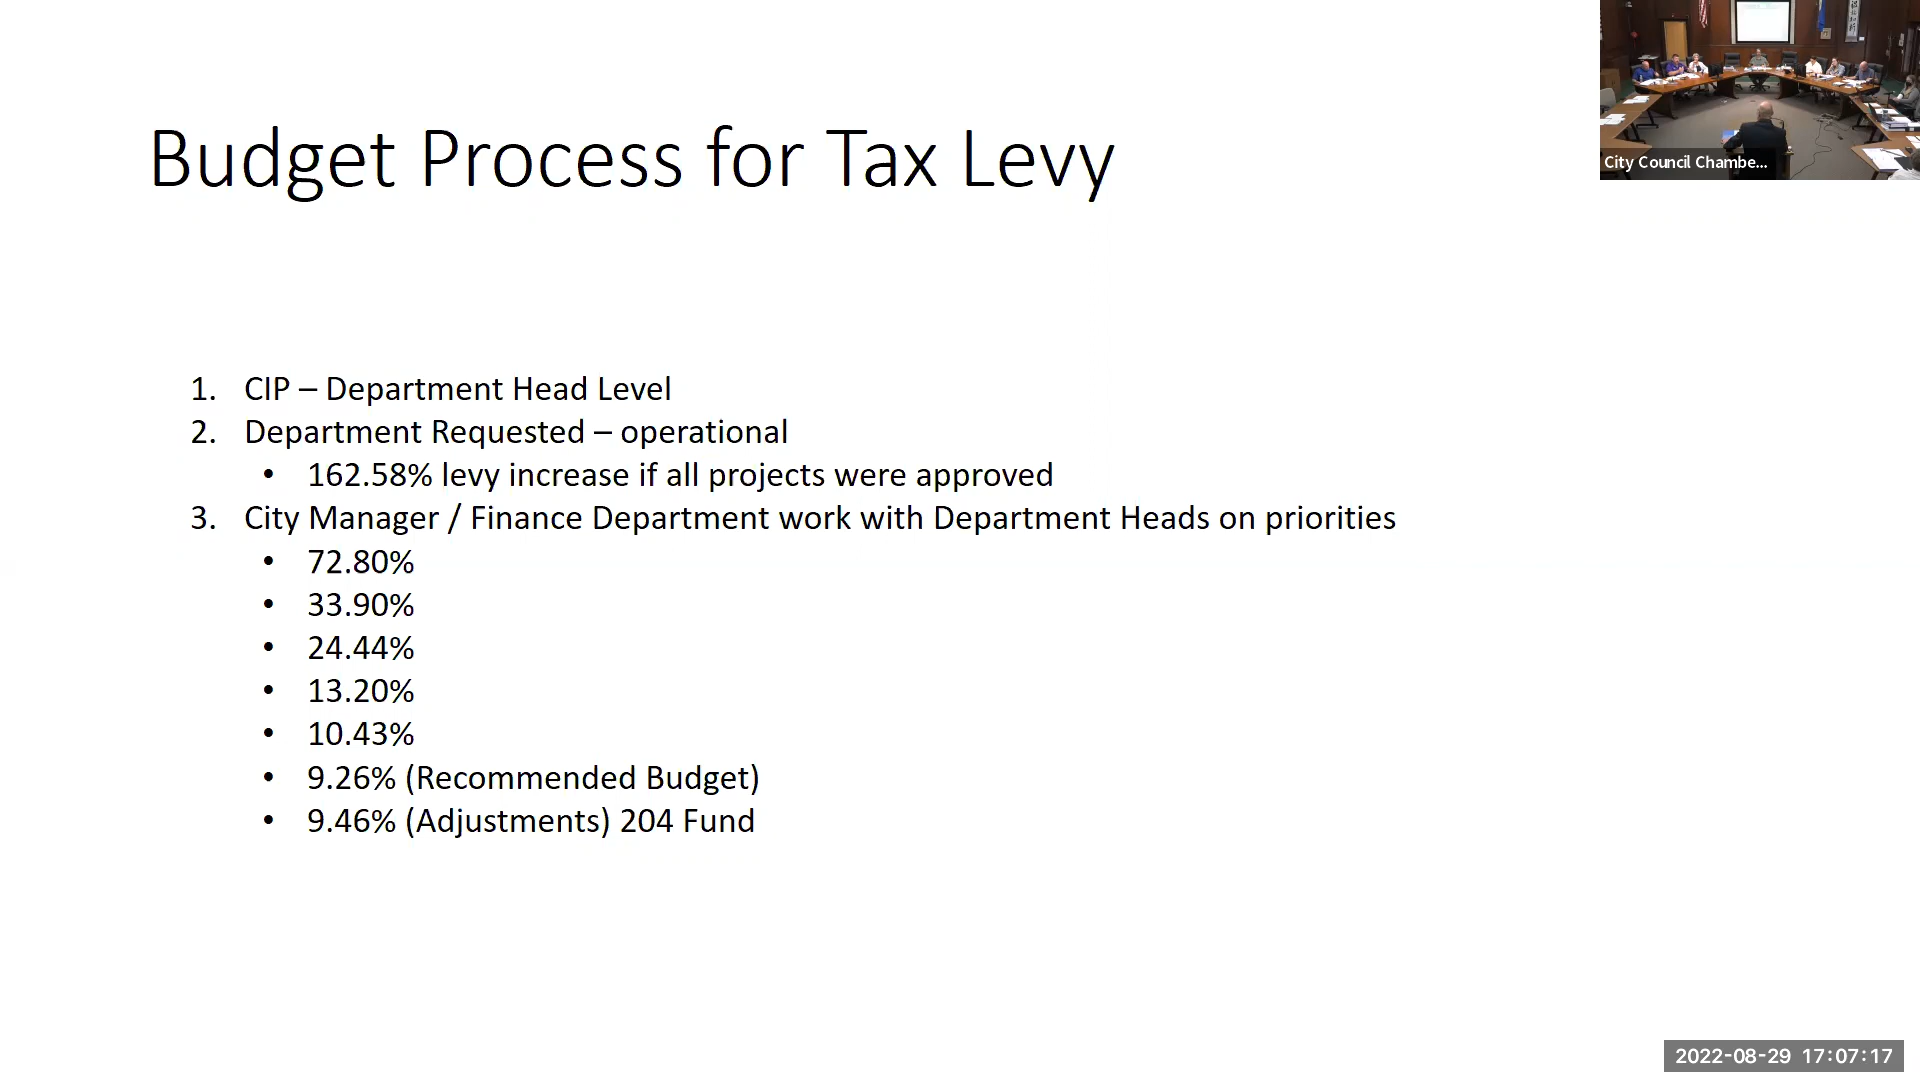 Budget Process for Tax Levy
1. CIP – Department Head Level
2. Department Requested – operational
• 162.58% levy increase if all projects were approved
3. City Manager / Finance Department work with Department Heads on priorities
• 72.80%
• 33.90%
• 24.44%
• 13.20%
• 10.43%
• 9.26% (Recommended Budget)
• 9.46% (Adjustments) 204 Fund
City Council Chambe...
2022-08-29 17:07:17